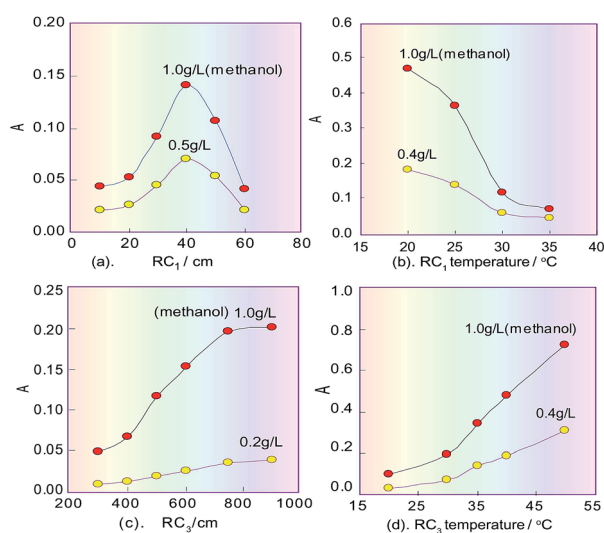 0.20
0.15
0.10
0.05
0.00
A
1.0g/L(methanol)
0.5g/L
0 20 40 60 80
(a). RC₁ / cm
0.6
0.5
0.4
0.3
0.2
0.1
0.0
A
1.0g/L(methanol)
0.4g/L
15 20 25 30 35 40
(b). RC₁ temperature / °C
0.25
0.20
0.15
0.10
0.05
0.00
A
(methanol) 1.0g/L
0.2g/L
200 400 600 800 1000
(c). RC₃/cm
1.0
0.8
0.6
0.4
0.2
0.0
A
1.0g/L(methanol)
0.4g/L
15 25 35 45 55
(d). RC₃ temperature / °C